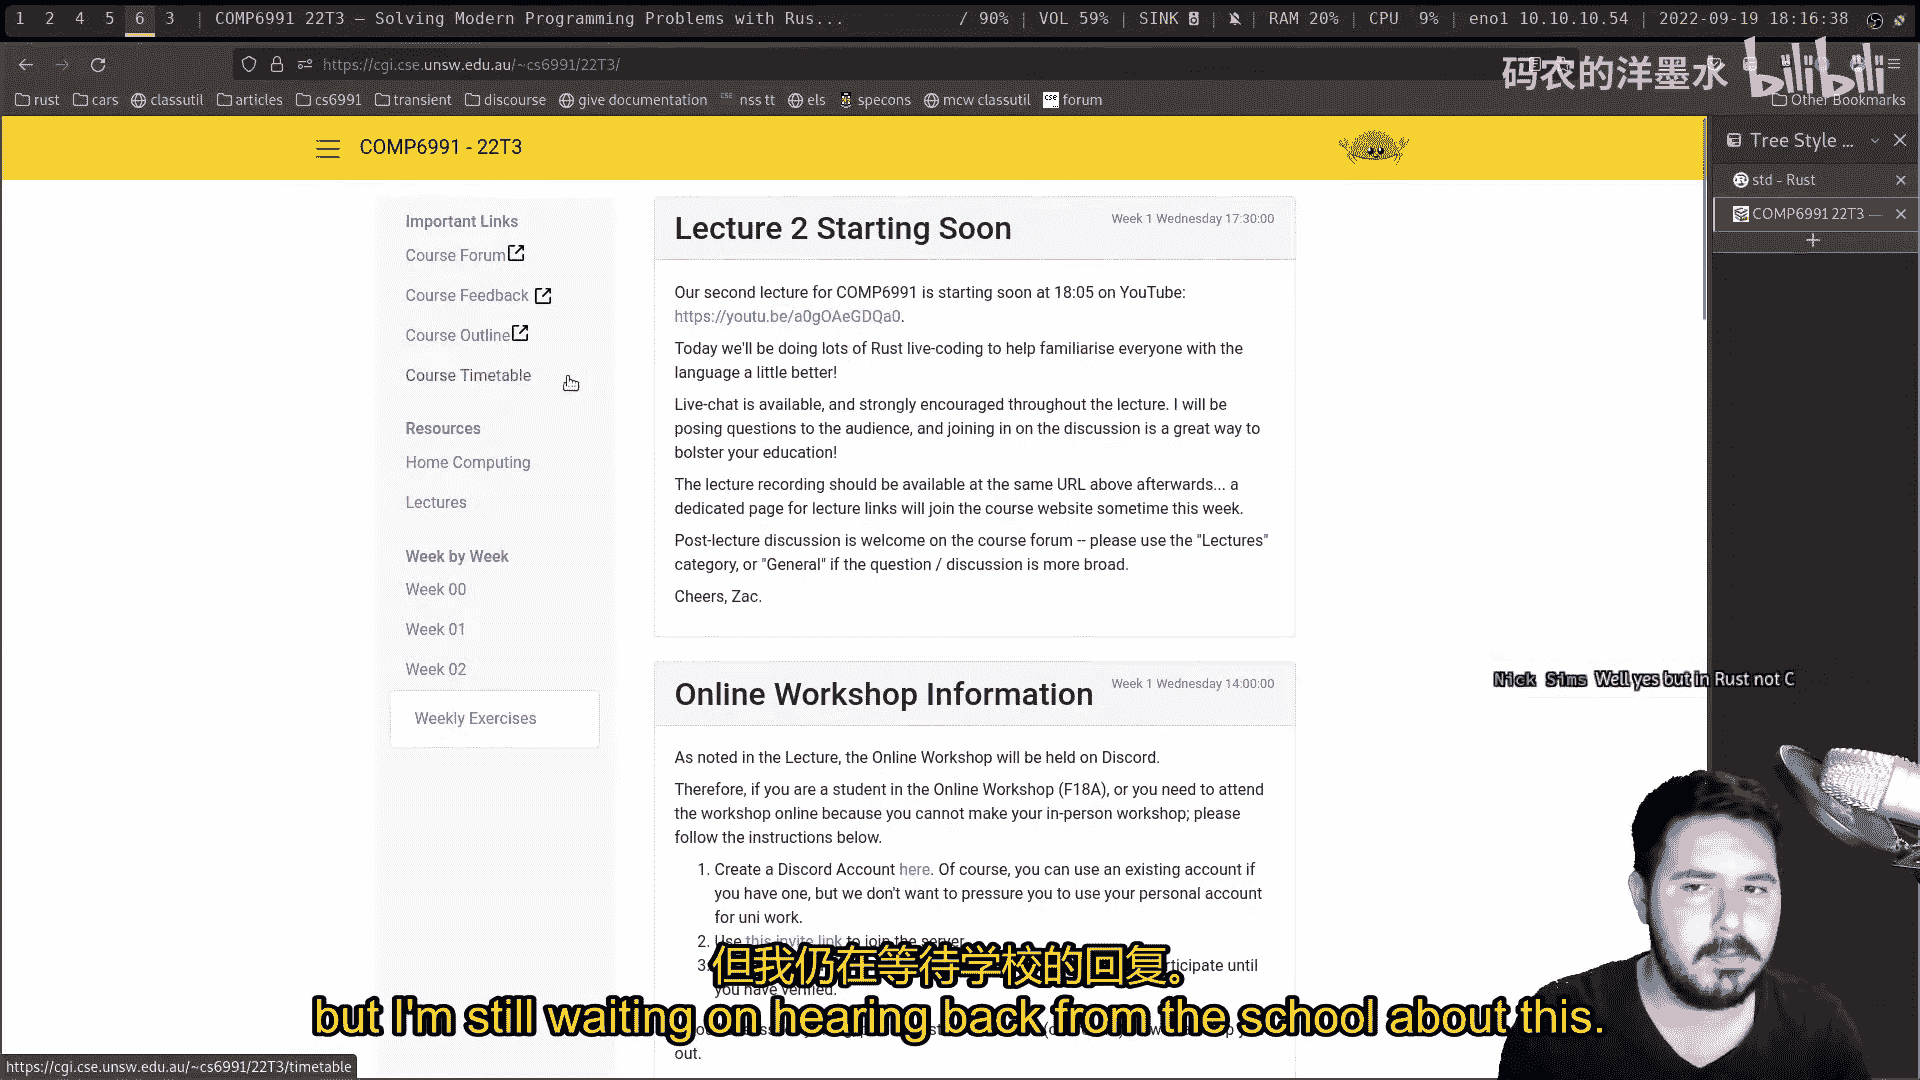 1 2 4 5 6 3 | COMP6991 22T3 — Solving Modern Programming Problems with Rus... / 90% | VOL 59% | SINK | RAM 20% | CPU 9% | eno1 10.10.10.54 | 2022-09-19 18:16:38
https://cgi.cse.unsw.edu.au/~cs6991/22T3/
码农的洋墨水 bilibili
rust cars classutil articles cs6991 transient discourse give documentation nss tt els specons mcw classutil forum Other Bookmarks
COMP6991 - 22T3
Tree Style ...
std - Rust
COMP6991 22T3 —
Important Links
Course Forum
Course Feedback
Course Outline
Course Timetable
Resources
Home Computing
Lectures
Week by Week
Week 00
Week 01
Week 02
Weekly Exercises
Lecture 2 Starting Soon
Week 1 Wednesday 17:30:00
Our second lecture for COMP6991 is starting soon at 18:05 on YouTube:
https://youtu.be/a0gOAeGDQa0.
Today we'll be doing lots of Rust live-coding to help familiarise everyone with the
language a little better!
Live-chat is available, and strongly encouraged throughout the lecture. I will be
posing questions to the audience, and joining in on the discussion is a great way to
bolster your education!
The lecture recording should be available at the same URL above afterwards... a
dedicated page for lecture links will join the course website sometime this week.
Post-lecture discussion is welcome on the course forum -- please use the "Lectures"
category, or "General" if the question / discussion is more broad.
Cheers, Zac.
Online Workshop Information
Week 1 Wednesday 14:00:00
As noted in the Lecture, the Online Workshop will be held on Discord.
Therefore, if you are a student in the Online Workshop (F18A), or you need to attend
the workshop online because you cannot make your in-person workshop; please
follow the instructions below.
1. Create a Discord Account here. Of course, you can use an existing account if
you have one, but we don't want to pressure you to use your personal account
for uni work.
2. Use this invite link to join the server.
3. participate until
you have verified.
out.
Nick Sims Well yes but in Rust not C
但我仍在等待学校的回复。
but I'm still waiting on hearing back from the school about this.
https://cgi.cse.unsw.edu.au/~cs6991/22T3/timetable